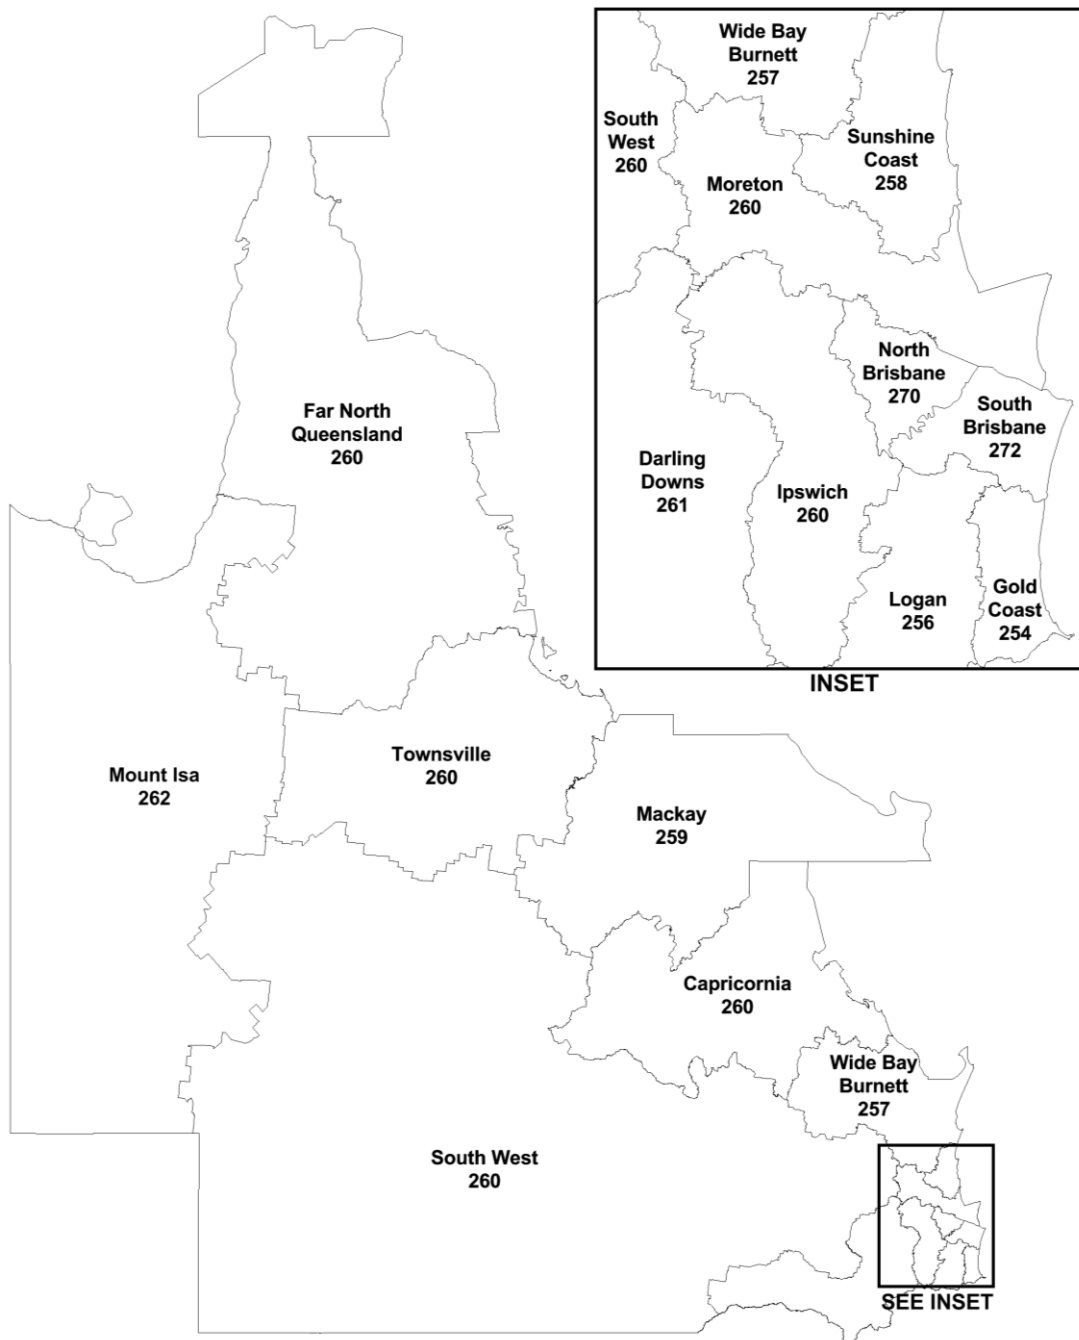 Wide Bay
Burnett
257
South
West
260
Sunshine
Coast
258
Moreton
260
North
Brisbane
270
South
Brisbane
272
Darling
Downs
261
Ipswich
260
Logan
256
Gold
Coast
254
INSET
Far North
Queensland
260
Townsville
260
Mount Isa
262
Mackay
259
Capricornia
260
Wide Bay
Burnett
257
South West
260
SEE INSET